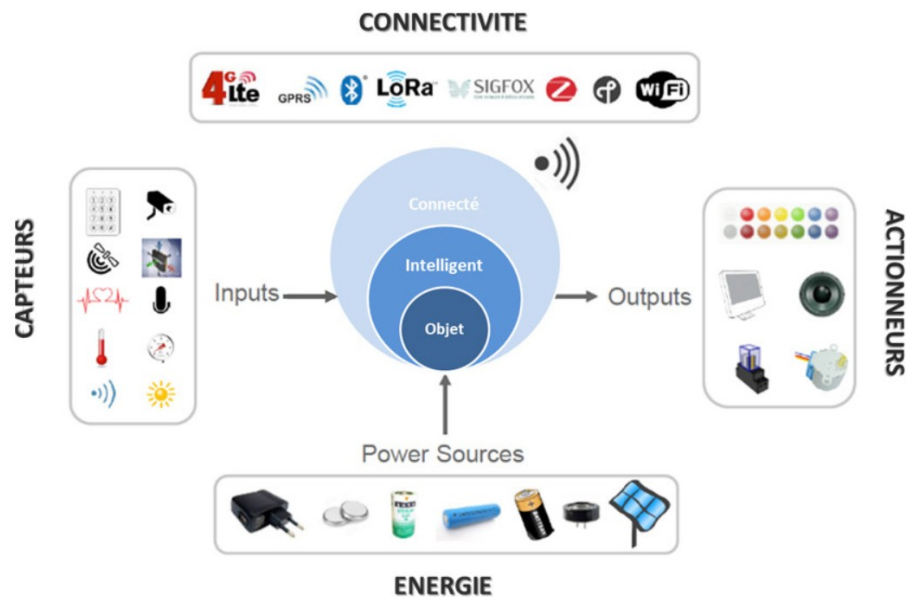 CONNECTIVITE
4G lte GPRS LoRa SIGFOX WiFi
CAPTEURS
Inputs
Connecté
Intelligent
Objet
Outputs
ACTIONNEURS
Power Sources
ENERGIE